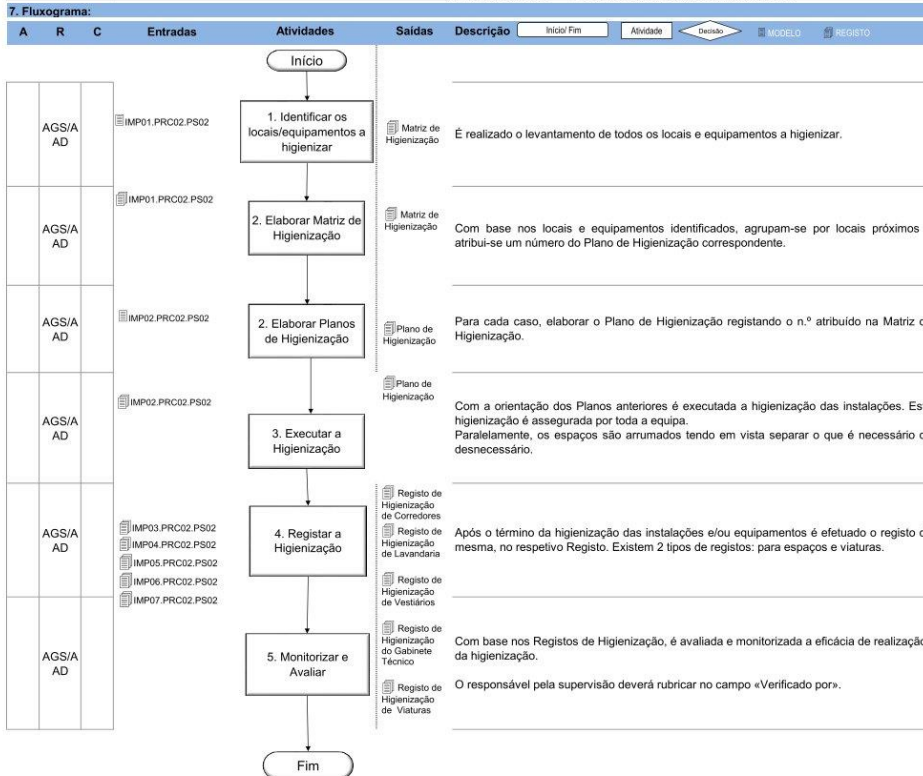 7. Fluxograma:
A R C Entradas Atividades Saídas Descrição Início/ Fim Atividade Decisão MODELO REGISTO
Início
AGS/A
AD
IMP01.PRC02.PS02
1. Identificar os
locais/equipamentos a
higienizar
Matriz de
Higienização
É realizado o levantamento de todos os locais e equipamentos a higienizar.
AGS/A
AD
IMP01.PRC02.PS02
2. Elaborar Matriz de
Higienização
Matriz de
Higienização
Com base nos locais e equipamentos identificados, agrupam-se por locais próximos
atribui-se um número do Plano de Higienização correspondente.
AGS/A
AD
IMP02.PRC02.PS02
2. Elaborar Planos
de Higienização
Plano de
Higienização
Para cada caso, elaborar o Plano de Higienização registando o n.º atribuído na Matriz
Higienização.
AGS/A
AD
IMP02.PRC02.PS02
3. Executar a
Higienização
Plano de
Higienização
Com a orientação dos Planos anteriores é executada a higienização das instalações.
higienização é assegurada por toda a equipa.
Paralelamente, os espaços são arrumados tendo em vista separar o que é necessário
desnecessário.
AGS/A
AD
IMP03.PRC02.PS02
IMP04.PRC02.PS02
IMP05.PRC02.PS02
IMP06.PRC02.PS02
IMP07.PRC02.PS02
4. Registar a
Higienização
Registo de
Higienização
de Corredores
Registo de
Higienização
de Lavandaria
Registo de
Higienização
de Vestiários
Após o término da higienização das instalações e/ou equipamentos é efetuado o registo
mesma, no respetivo Registo. Existem 2 tipos de registos: para espaços e viaturas.
AGS/A
AD
5. Monitorizar e
Avaliar
Registo de
Higienização
do Gabinete
Técnico
Registo de
Higienização
de Viaturas
Com base nos Registos de Higienização, é avaliada e monitorizada a eficácia de realização
da higienização.
O responsável pela supervisão deverá rubricar no campo «Verificado por».
Fim